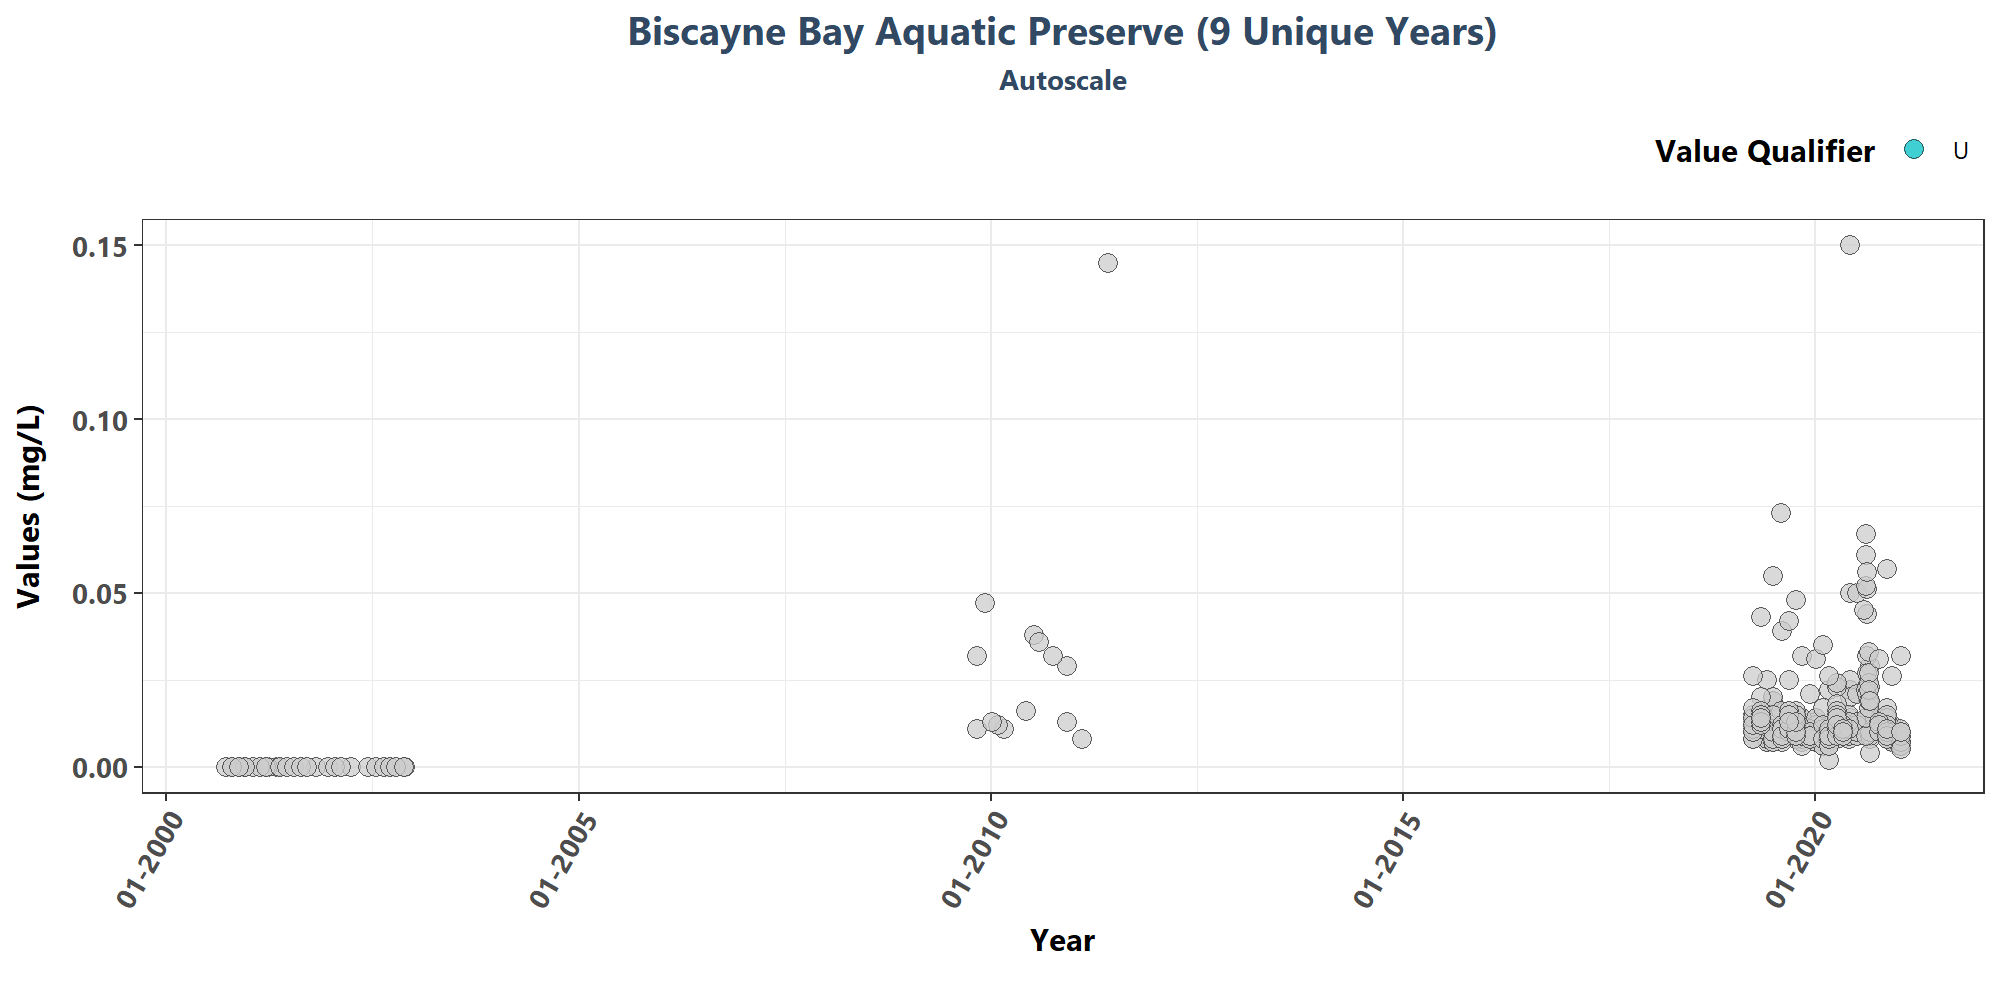 Biscayne Bay Aquatic Preserve (9 Unique Years)
Autoscale
Value Qualifier U
0.15
0.10
0.05
0.00
Values (mg/L)
01-2000 01-2005 01-2010 01-2015 01-2020
Year